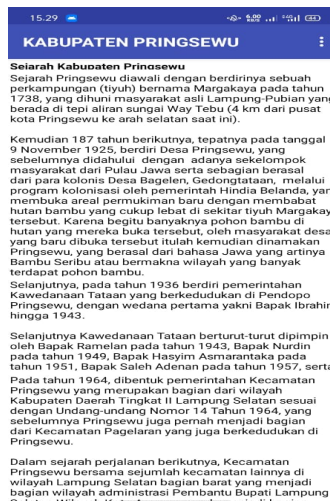 15.29
KABUPATEN PRINGSEWU
Sejarah Kabupaten Pringsewu
Sejarah Pringsewu diawali dengan berdirinya sebuah
perkampungan (tiyuh) bernama Margakaya pada tahun
1738, yang dihuni masyarakat asli Lampung-Pubian yang
berada di tepi aliran sungai Way Tebu (4 km dari pusat
kota Pringsewu ke arah selatan saat ini).
Kemudian 187 tahun berikutnya, tepatnya pada tanggal
9 November 1925, berdiri Desa Pringsewu, yang
sebelumnya didahului dengan adanya sekelompok
masyarakat dari Pulau Jawa serta sebagian berasal
dari para kolonis Desa Bagelen, Gedongtataan, melalui
program kolonisasi oleh pemerintah Hindia Belanda, yan
membuka areal permukiman baru dengan membabat
hutan bambu yang cukup lebat di sekitar tiyuh Margakay
tersebut. Karena begitu banyaknya pohon bambu di
hutan yang mereka buka tersebut, oleh masyarakat desa
yang baru dibuka tersebut itulah kemudian dinamakan
Pringsewu, yang berasal dari bahasa Jawa yang artinya
Bambu Seribu atau bermakna wilayah yang banyak
terdapat pohon bambu.
Selanjutnya, pada tahun 1936 berdiri pemerintahan
Kawedanaan Tataan yang berkedudukan di Pendopo
Pringsewu, dengan wedana pertama yakni Bapak Ibrahir
hingga 1943.
Selanjutnya Kawedanaan Tataan berturut-turut dipimpin
oleh Bapak Ramelan pada tahun 1943, Bapak Nurdin
pada tahun 1949, Bapak Hasyim Asmarantaka pada
tahun 1951, Bapak Saleh Adenan pada tahun 1957, serta
Pada tahun 1964, dibentuk pemerintahan Kecamatan
Pringsewu yang merupakan bagian dari wilayah
Kabupaten Daerah Tingkat II Lampung Selatan sesuai
dengan Undang-undang Nomor 14 Tahun 1964, yang
sebelumnya Pringsewu juga pernah menjadi bagian
dari Kecamatan Pagelaran yang juga berkedudukan di
Pringsewu.
Dalam sejarah perjalanan berikutnya, Kecamatan
Pringsewu bersama sejumlah kecamatan lainnya di
wilayah Lampung Selatan bagian barat yang menjadi
bagian wilayah administrasi Pembantu Bupati Lampung